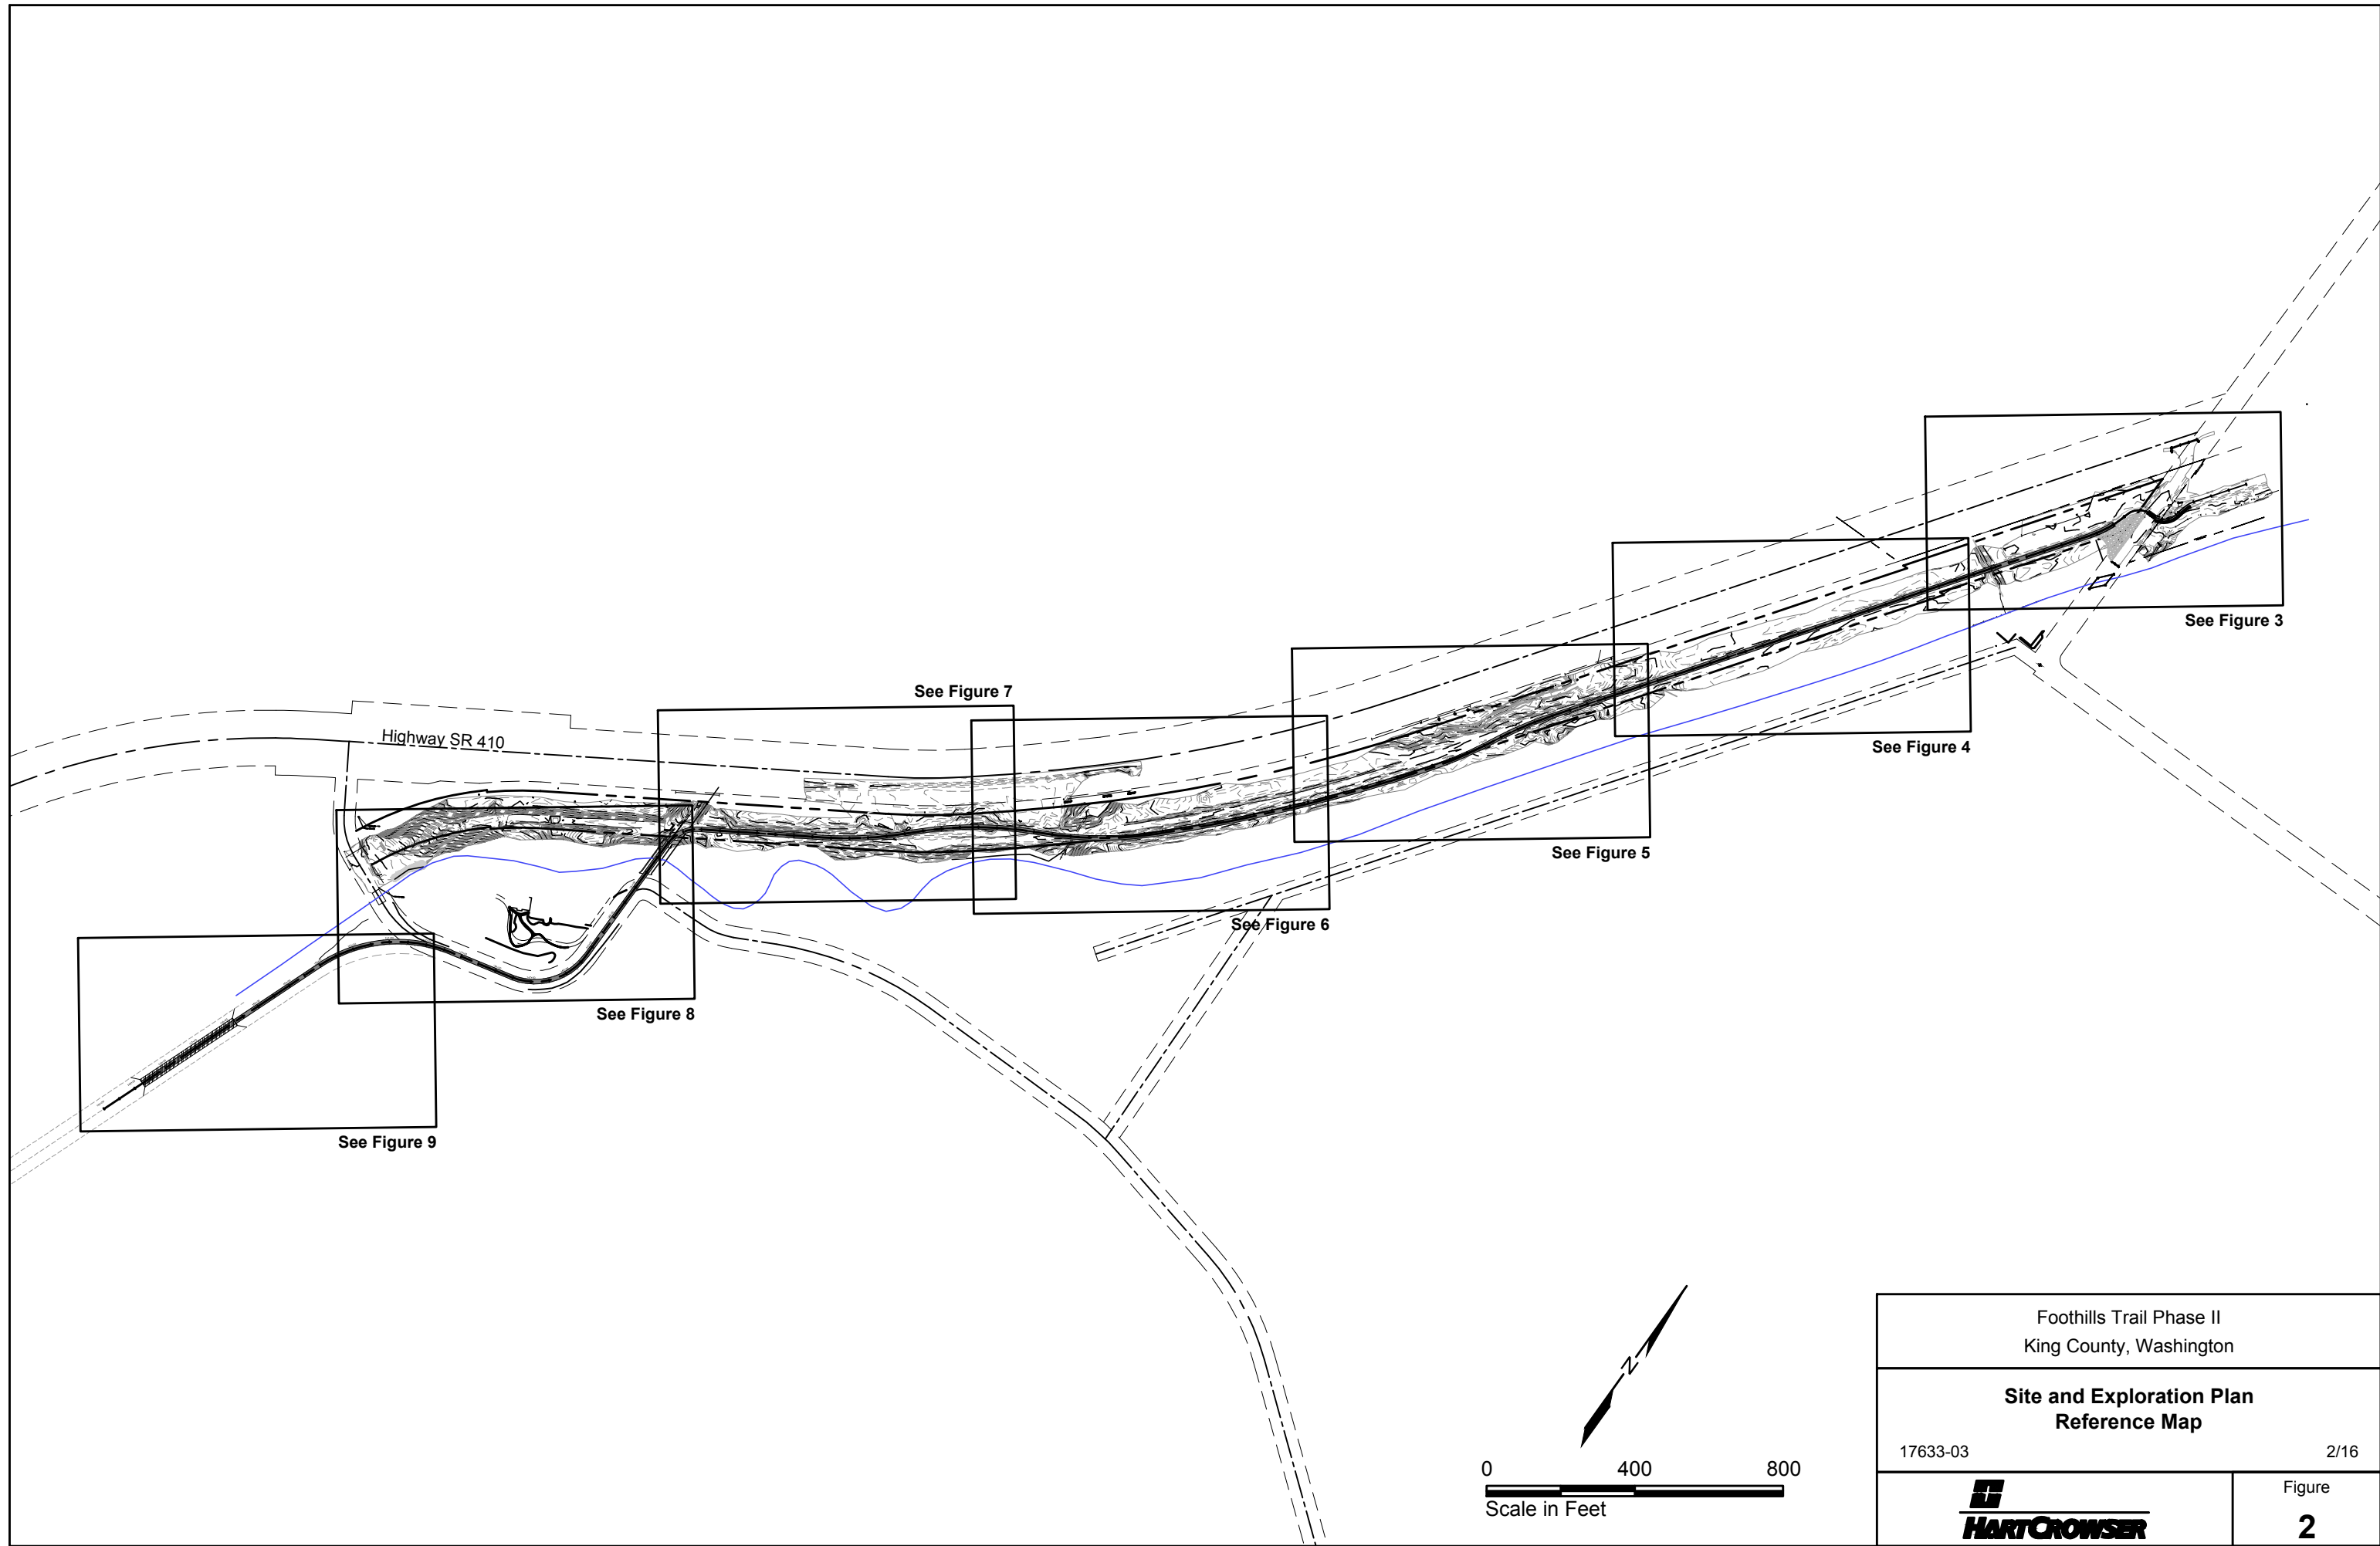 See Figure 3
See Figure 7
Highway SR 410
See Figure 4
See Figure 5
See Figure 6
See Figure 8
See Figure 9
N
0 400 800
Scale in Feet
Foothills Trail Phase II
King County, Washington
Site and Exploration Plan
Reference Map
17633-03 2/16
HARTCROWSER
Figure
2